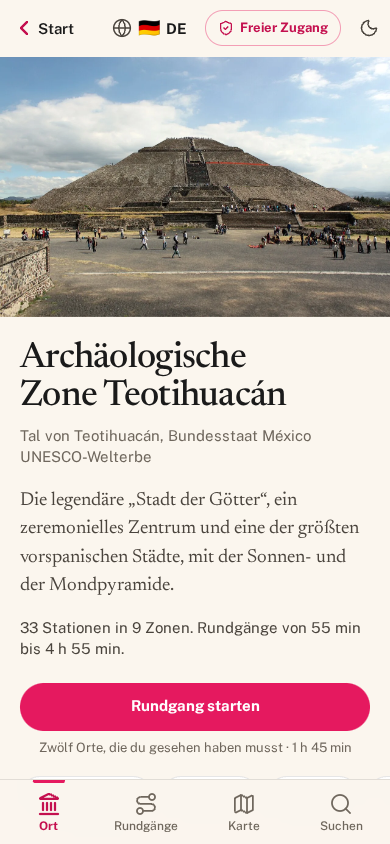 Start
DE
Freier Zugang
Archäologische
Zone Teotihuacán
Tal von Teotihuacán, Bundesstaat México
UNESCO-Welterbe
Die legendäre „Stadt der Götter“, ein
zeremonielles Zentrum und eine der größten
vorspanischen Städte, mit der Sonnen- und
der Mondpyramide.
33 Stationen in 9 Zonen. Rundgänge von 55 min
bis 4 h 55 min.
Rundgang starten
Zwölf Orte, die du gesehen haben musst · 1 h 45 min
Ort
Rundgänge
Karte
Suchen